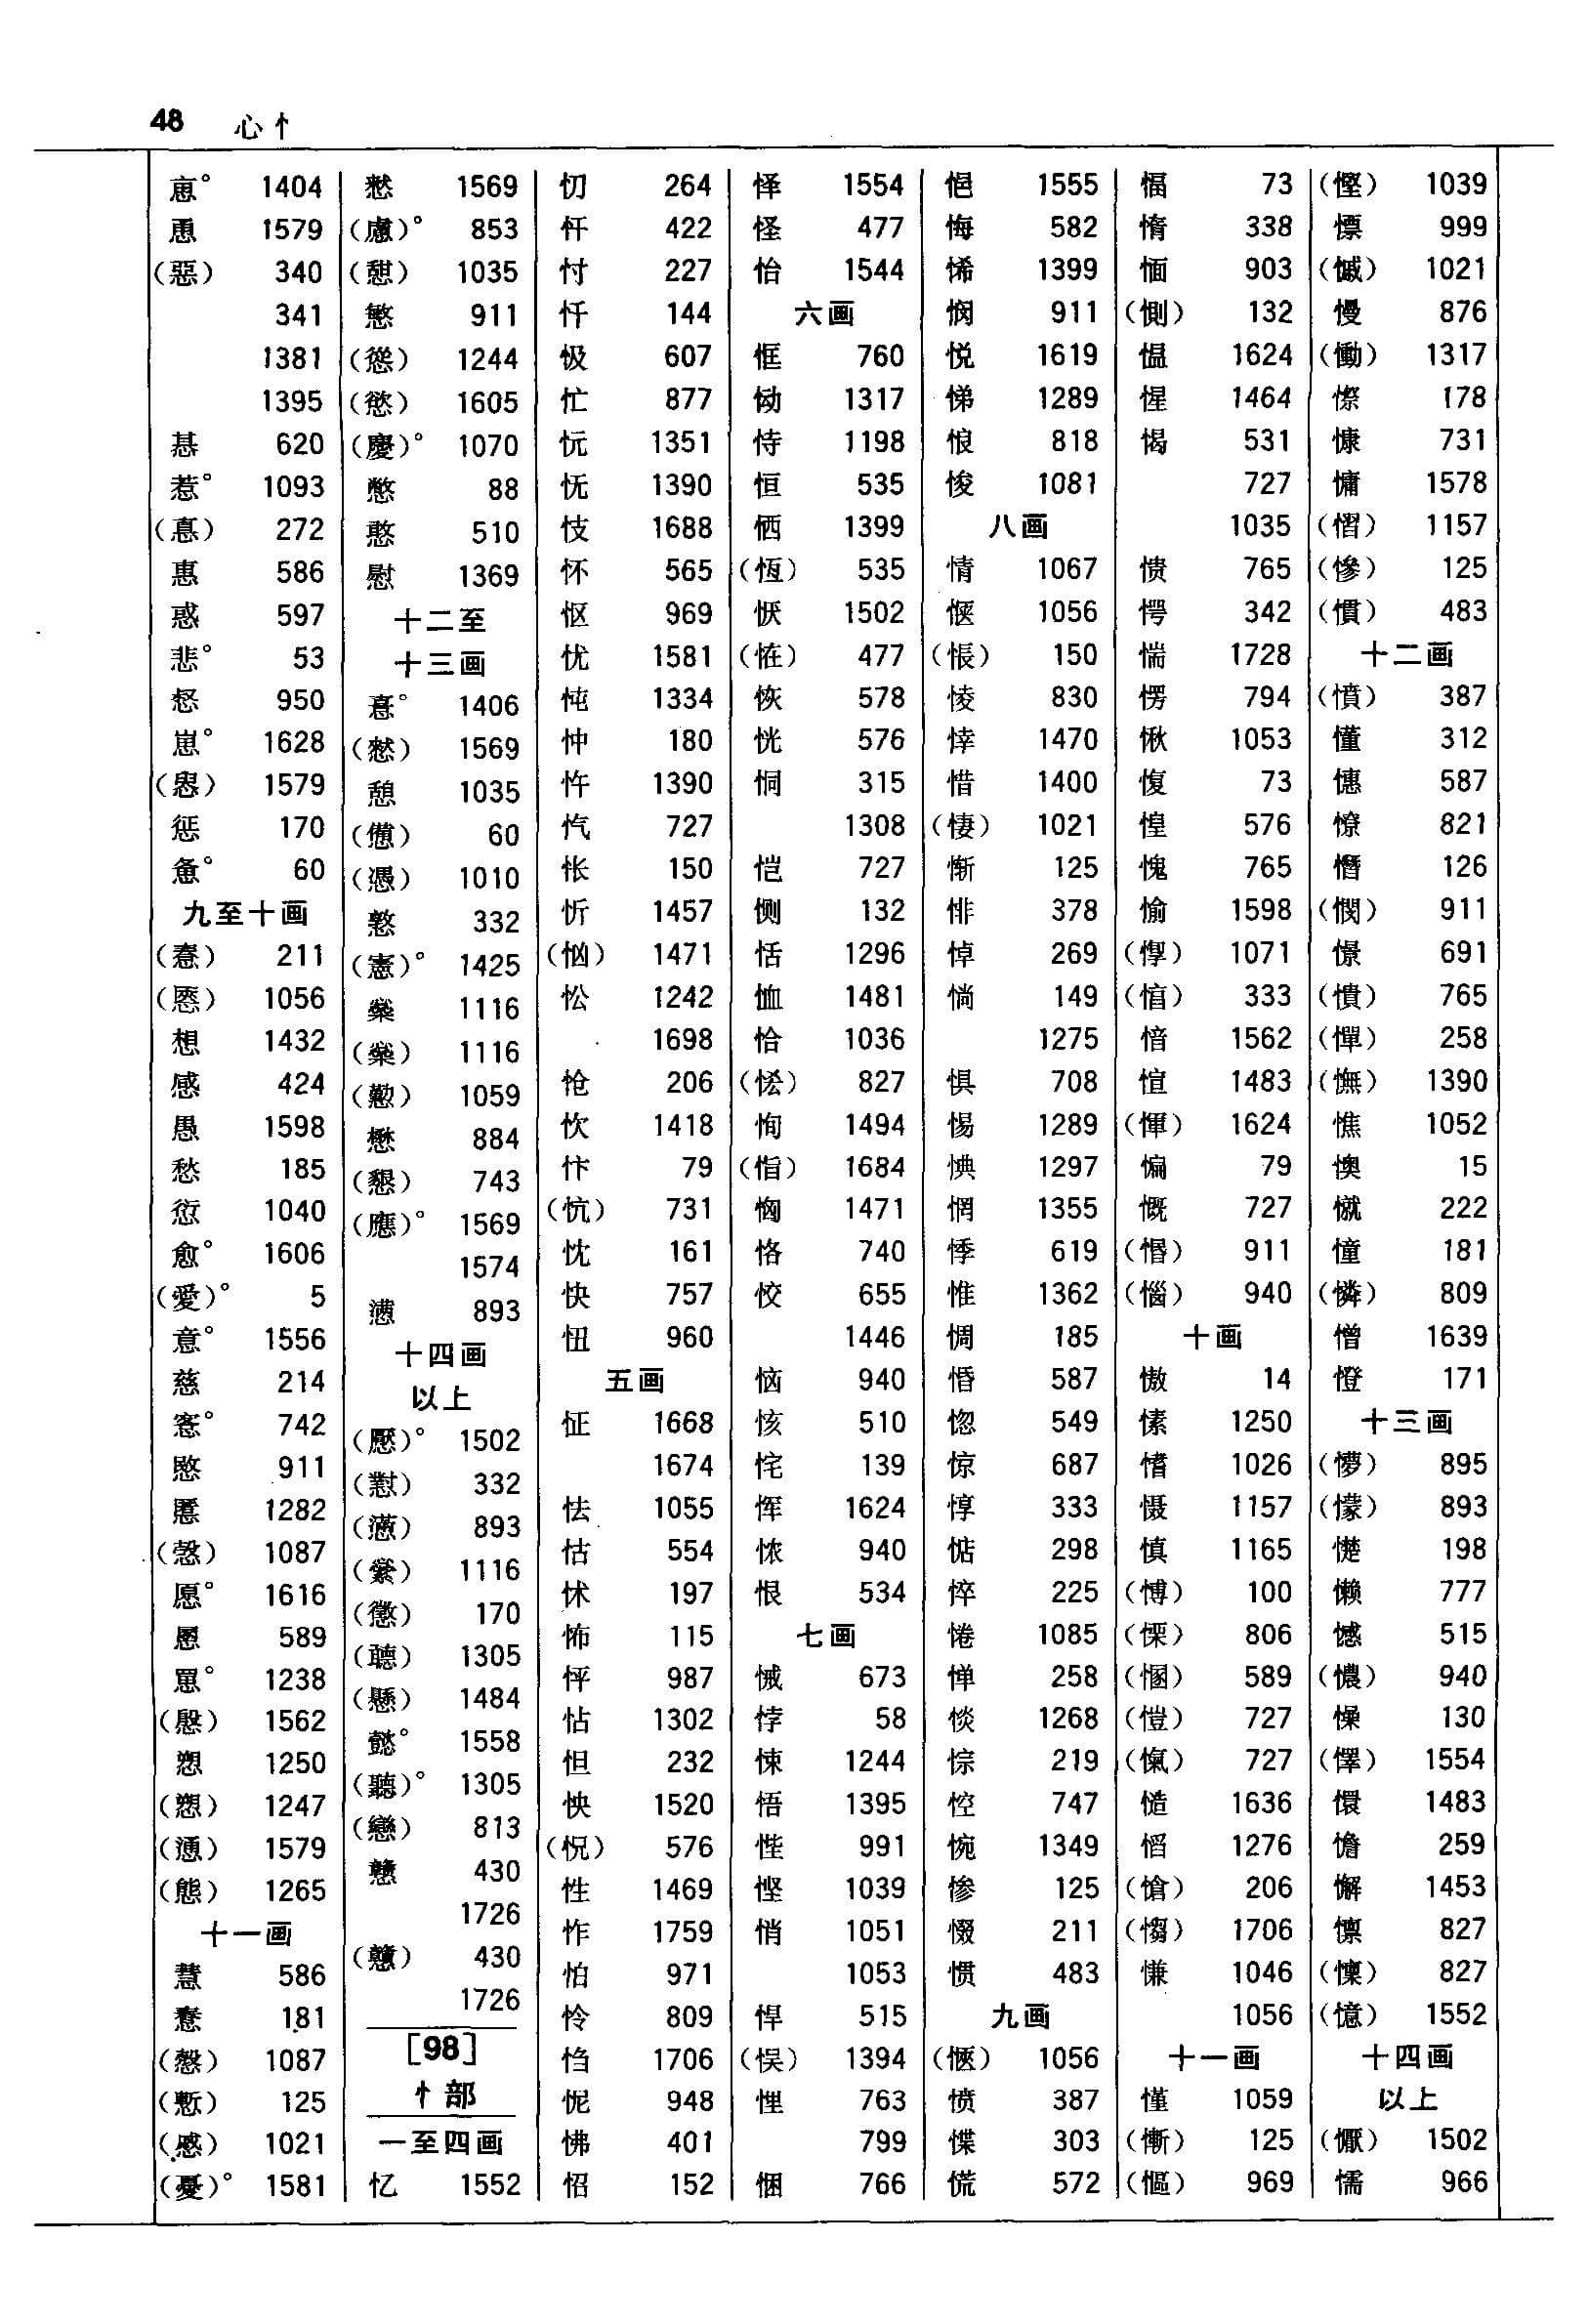 48 心忄
恴° 1404
恿 1579
(惡) 340
341
1381
1395
惎 620
惹° 1093
(悳) 272
惠 586
惑 597
悲° 53
惄 950
崽° 1628
(恖) 1579
惩 170
惫° 60
九至十画
(惷) 211
(愜) 1056
想 1432
感 424
愚 1598
愁 185
愆 1040
愈° 1606
(愛)° 5
意° 1556
慈 214
愙° 742
愍 911
慝 1282
(慤) 1087
愿° 1616
慁 589
罳° 1238
(慇) 1562
愬 1250
(愬) 1247
(慂) 1579
(態) 1265
十一画
慧 586
憃 181
(慤) 1087
(慙) 125
(慼) 1021
(憂)° 1581
憖 1569
(慮)° 853
(憇) 1035
慜 911
(慫) 1244
(慾) 1605
(慶)° 1070
憋 88
憨 510
慰 1369
十二至
十三画
憙° 1406
(憖) 1569
憩 1035
(憊) 60
(憑) 1010
憝 332
(憲)° 1425
橤 1116
(橤) 1116
(懃) 1059
懋 884
(懇) 743
(應)° 1569
1574
懑 893
十四画
以上
(懕)° 1502
(懟) 332
(懣) 893
(繠) 1116
(懲) 170
(聴) 1305
(懸) 1484
懿° 1558
(聽)° 1305
(戀) 813
戆 430
1726
(戇) 430
1726
[98]
忄部
一至四画
忆 1552
忉 264
忓 422
忖 227
忏 144
忣 607
忙 877
忨 1351
怃 1390
忮 1688
怀 565
怄 969
忧 1581
忳 1334
忡 180
忤 1390
忾 727
怅 150
忻 1457
(恟) 1471
忪 1242
1698
怆 206
忺 1418
忭 79
(忼) 731
忱 161
快 757
忸 960
五画
怔 1668
1674
怯 1055
怙 554
怵 197
怖 115
怦 987
怗 1302
怛 232
怏 1520
(怳) 576
性 1469
怍 1759
怕 971
怜 809
㤘 1706
怩 948
怫 401
怊 152
怿 1554
怪 477
怡 1544
六画
恇 760
恸 1317
恃 1198
恒 535
恓 1399
(恆) 535
恹 1502
(恠) 477
恢 578
恍 576
恫 315
1308
恺 727
恻 132
恬 1296
恤 1481
恰 1036
(恡) 827
恂 1494
(恉) 1684
恟 1471
恪 740
恔 655
1446
恼 940
㤥 510
㤞 139
恽 1624
㤝 940
恨 534
七画
悈 673
悖 58
悚 1244
悟 1395
悂 991
悭 1039
悄 1051
1053
悍 515
(悮) 1394
悝 763
799
悃 766
悒 1555
悔 582
悕 1399
悯 911
悦 1619
悌 1289
悢 818
悛 1081
八画
情 1067
惬 1056
(悵) 150
㥄 830
悻 1470
惜 1400
(悽) 1021
惭 125
悱 378
悼 269
惝 149
1275
惧 708
惕 1289
惧 1297
惘 1355
悸 619
惟 1362
惆 185
惛 587
惚 549
惊 687
惇 333
惦 298
悴 225
惓 1085
惮 258
惔 1268
悰 219
悾 747
惋 1349
惨 125
惙 211
惯 483
九画
(愜) 1056
愤 387
惵 303
慌 572
愊 73
惰 338
愐 903
(惻) 132
愠 1624
惺 1464
愒 531
727
1035
愦 765
愕 342
惴 1728
愣 794
愀 1053
愎 73
惶 576
愧 765
愉 1598
(惸) 1071
(愔) 333
愔 1562
愃 1483
(惲) 1624
惼 79
慨 727
(惽) 911
(惱) 940
十画
慠 14
愫 1250
慉 1026
慑 1157
慎 1165
(愽) 100
(慄) 806
(慁) 589
(愷) 727
(愾) 727
慥 1636
慆 1276
(愴) 206
(㥮) 1706
慊 1046
1056
十一画
慬 1059
(慚) 125
(慪) 969
(慳) 1039
慓 999
(慽) 1021
慢 876
(慟) 1317
憏 178
慷 731
慵 1578
(慴) 1157
(慘) 125
(慣) 483
十二画
(憤) 387
懂 312
憓 587
憭 821
憯 126
(憫) 911
憬 691
(憒) 765
(憚) 258
(憮) 1390
憔 1052
懊 15
憱 222
憧 181
(憐) 809
憎 1639
憕 171
十三画
(懜) 895
(懞) 893
憷 198
懒 777
憾 515
(憹) 940
懆 130
(懌) 1554
懁 1483
憺 259
懈 1453
懔 827
(懍) 827
(憶) 1552
十四画
以上
(懨) 1502
懦 966